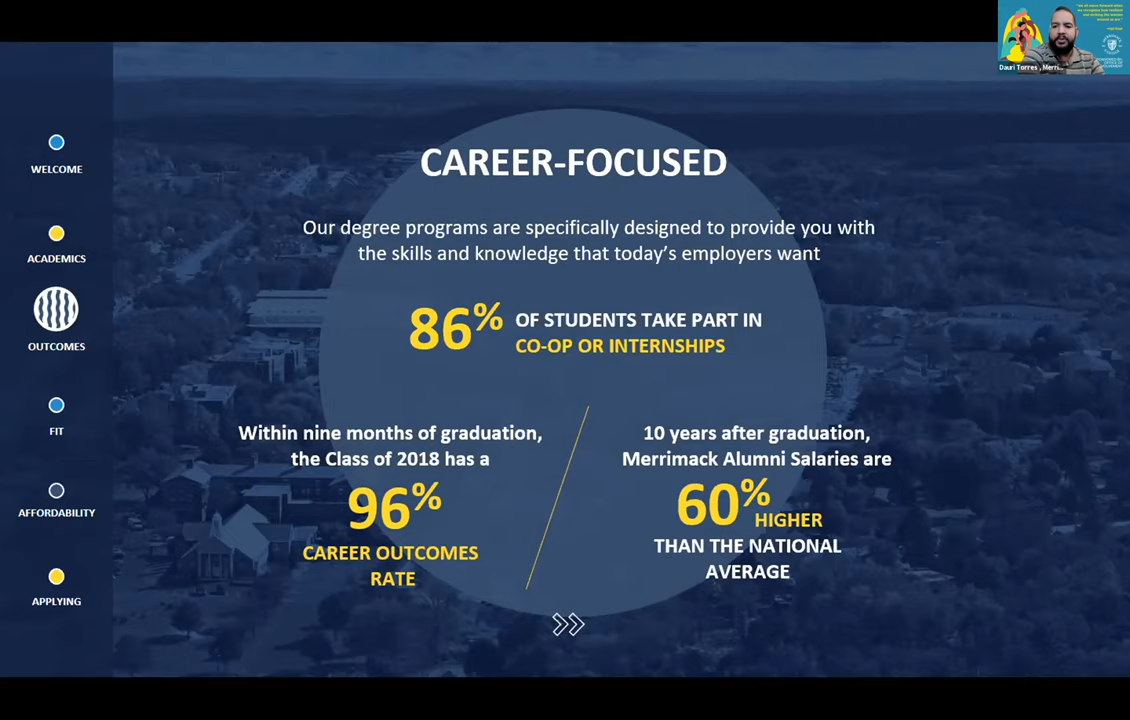 Dauri Torres , Merri...
WELCOME
ACADEMICS
OUTCOMES
FIT
AFFORDABILITY
APPLYING
CAREER-FOCUSED
Our degree programs are specifically designed to provide you with
the skills and knowledge that today's employers want
86% OF STUDENTS TAKE PART IN
CO-OP OR INTERNSHIPS
Within nine months of graduation,
the Class of 2018 has a
96%
CAREER OUTCOMES
RATE
10 years after graduation,
Merrimack Alumni Salaries are
60% HIGHER
THAN THE NATIONAL
AVERAGE